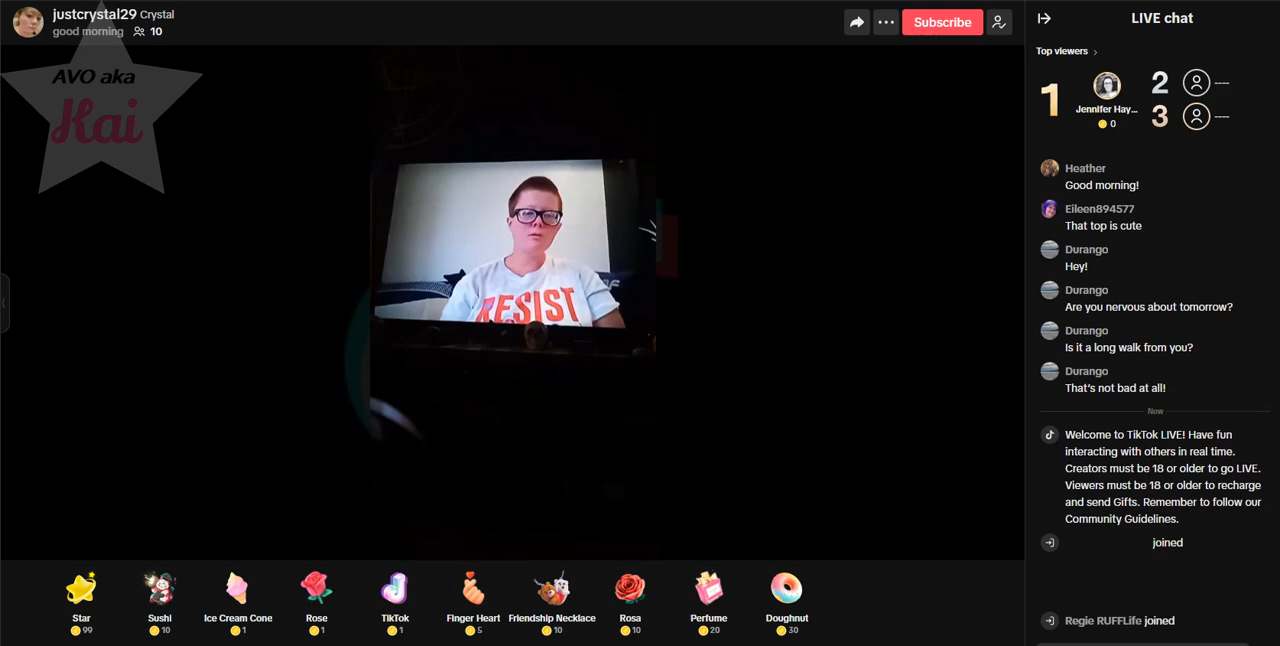 justcrystal29 Crystal
good morning 10
Subscribe
LIVE chat
AVO aka
Kai
Top viewers >
1
Jennifer Hay...
0
2 ----
3 ----
RESIST
Heather
Good morning!
Eileen894577
That top is cute
Durango
Hey!
Durango
Are you nervous about tomorrow?
Durango
Is it a long walk from you?
Durango
That's not bad at all!
New
Welcome to TikTok LIVE! Have fun
interacting with others in real time.
Creators must be 18 or older to go LIVE.
Viewers must be 18 or older to recharge
and send Gifts. Remember to follow our
Community Guidelines.
joined
Regie RUFFLife joined
Star
99
Sushi
10
Ice Cream Cone
1
Rose
1
TikTok
1
Finger Heart
5
Friendship Necklace
10
Rosa
10
Perfume
20
Doughnut
30